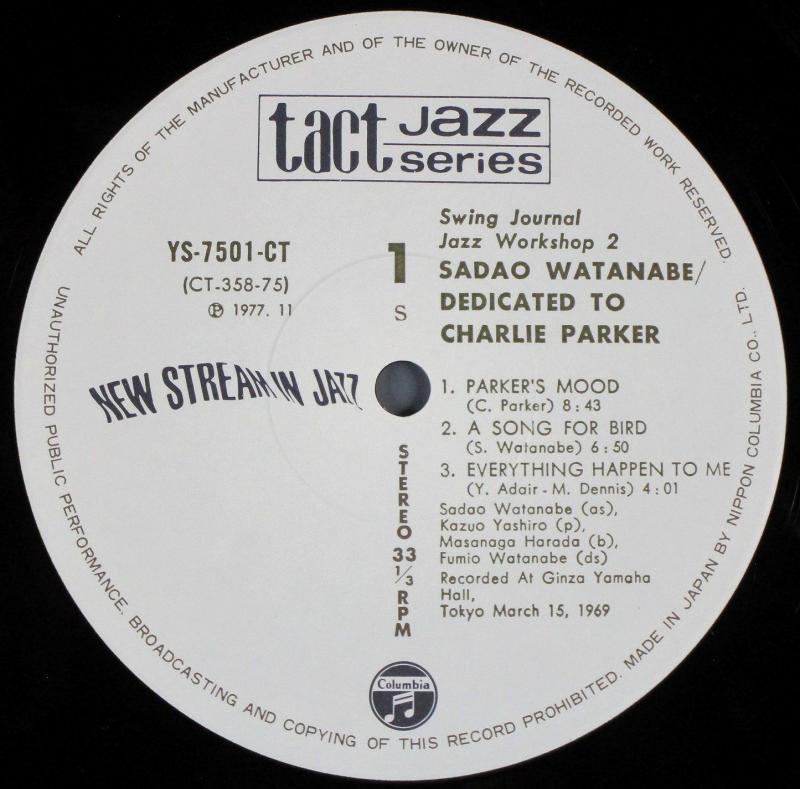 ALL RIGHTS OF THE MANUFACTURER AND OF THE OWNER OF THE RECORDED WORK RESERVED.
tact jazz
series
YS-7501-CT
(CT-358-75)
℗ 1977. 11
1
S
Swing Journal
Jazz Workshop 2
SADAO WATANABE/
DEDICATED TO
CHARLIE PARKER
NEW STREAM IN JAZZ
1. PARKER'S MOOD
(C. Parker) 8:43
2. A SONG FOR BIRD
(S. Watanabe) 6:50
3. EVERYTHING HAPPEN TO ME
(Y. Adair - M. Dennis) 4:01
Sadao Watanabe (as),
Kazuo Yashiro (p),
Masanaga Harada (b),
Fumio Watanabe (ds)
Recorded At Ginza Yamaha
Hall,
Tokyo March 15, 1969
STEREO 33 1/3 RPM
Columbia
UNAUTHORIZED PUBLIC PERFORMANCE. BROADCASTING AND COPYING OF THIS RECORD PROHIBITED. MADE IN JAPAN BY NIPPON COLUMBIA CO., LTD.